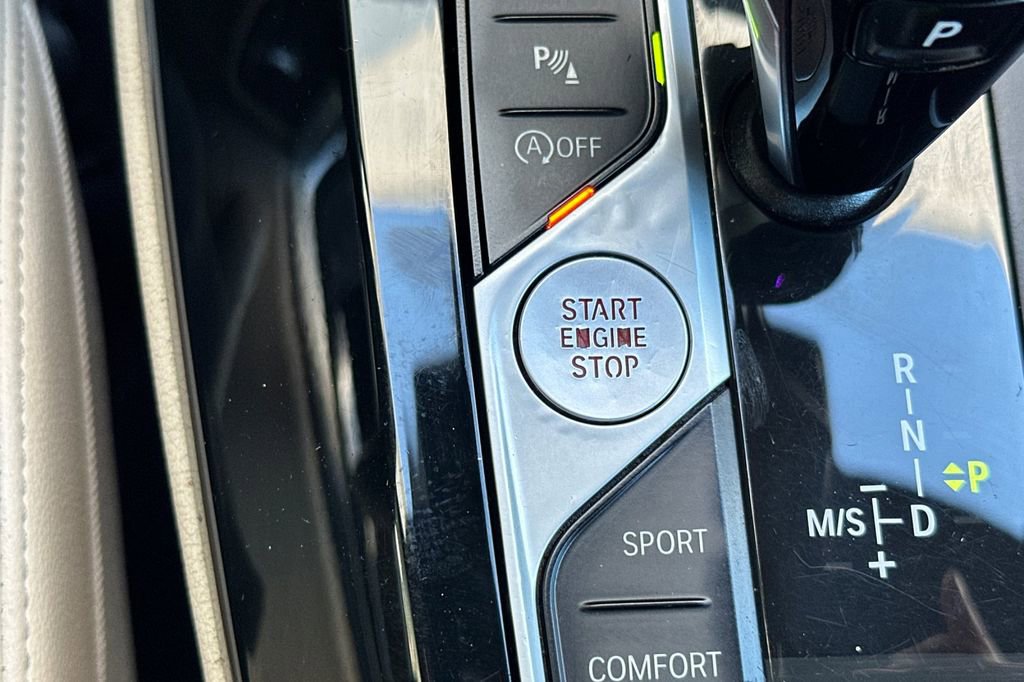 P
P
A OFF
START
ENGINE
STOP
R
N
P
M/S D
SPORT
COMFORT